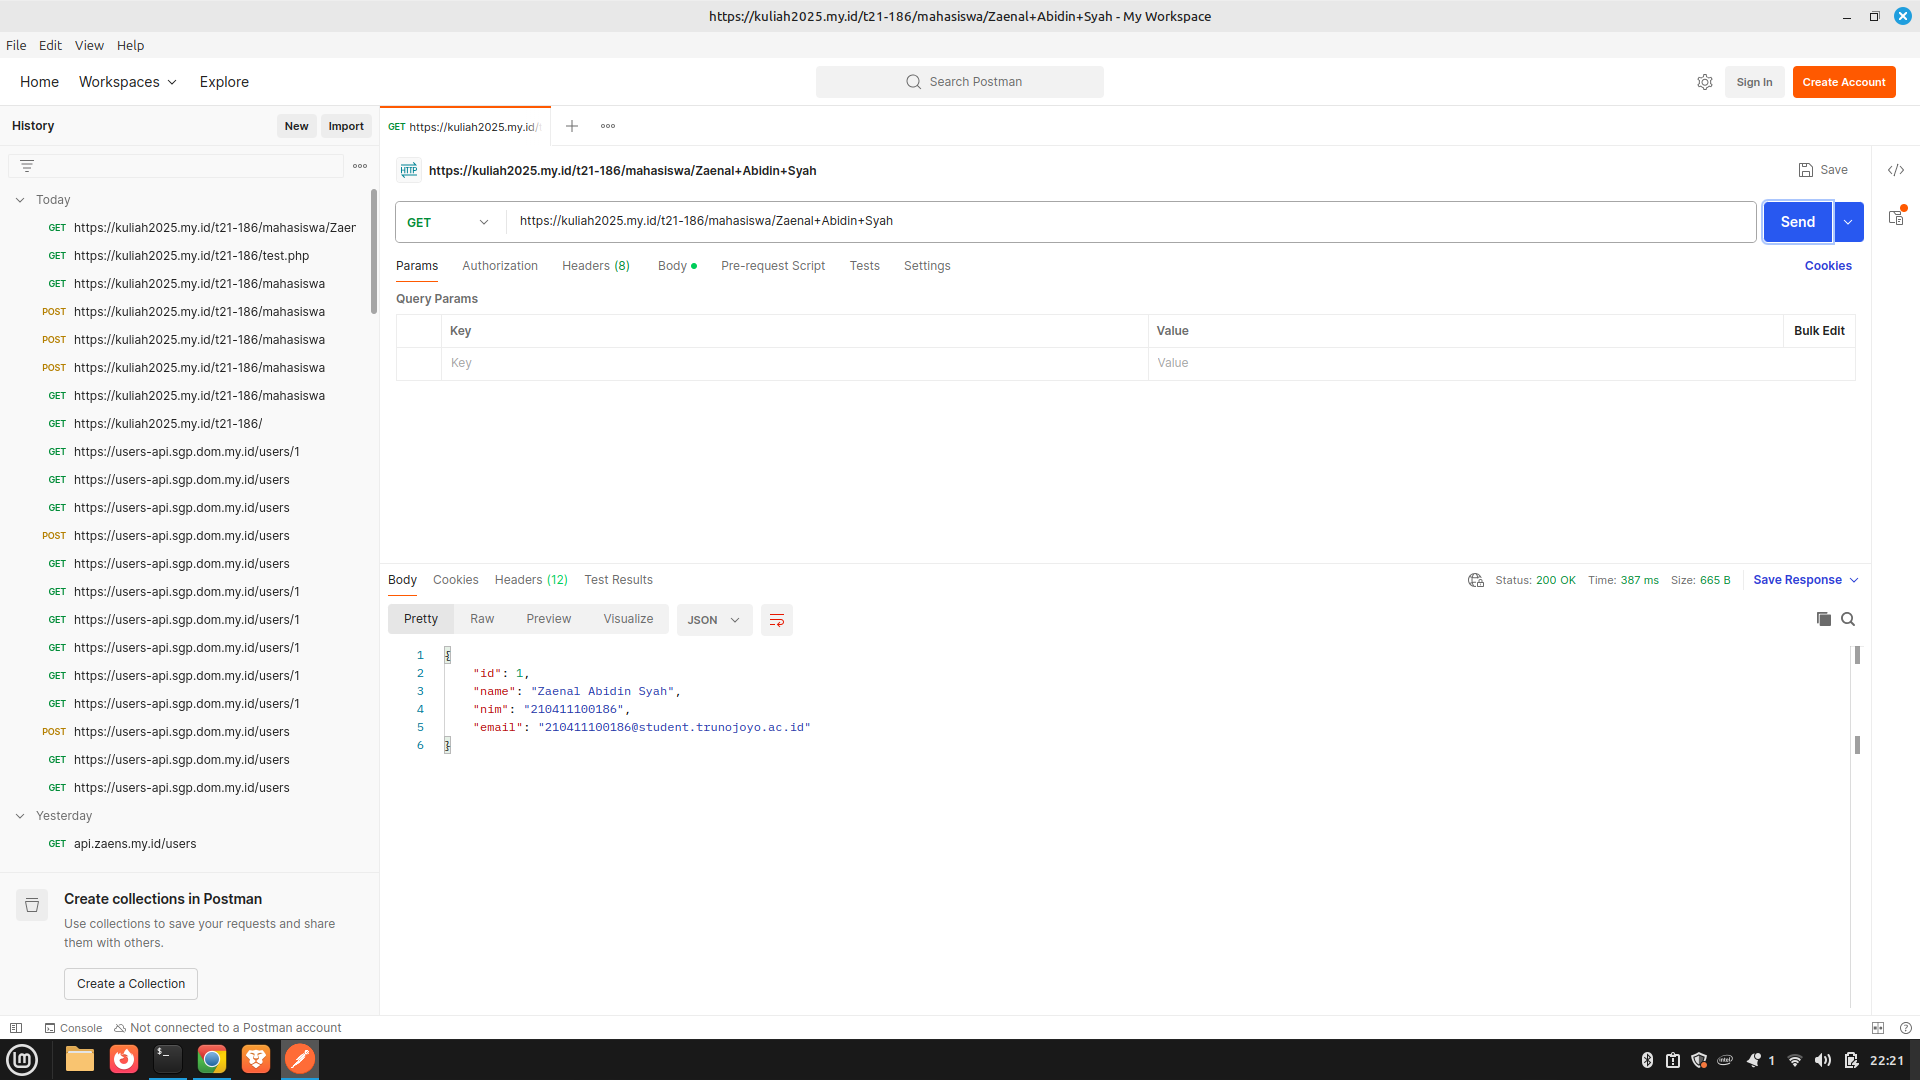 https://kuliah2025.my.id/t21-186/mahasiswa/Zaenal+Abidin+Syah - My Workspace
File Edit View Help
Home Workspaces Explore
Search Postman
Sign In
Create Account
History
New
Import
GET https://kuliah2025.my.id/
https://kuliah2025.my.id/t21-186/mahasiswa/Zaenal+Abidin+Syah
Save
GET
https://kuliah2025.my.id/t21-186/mahasiswa/Zaenal+Abidin+Syah
Send
Params Authorization Headers (8) Body Pre-request Script Tests Settings
Cookies
Query Params
Key Value Bulk Edit
Key Value
Today
GET https://kuliah2025.my.id/t21-186/mahasiswa/Zaer
GET https://kuliah2025.my.id/t21-186/test.php
GET https://kuliah2025.my.id/t21-186/mahasiswa
POST https://kuliah2025.my.id/t21-186/mahasiswa
POST https://kuliah2025.my.id/t21-186/mahasiswa
POST https://kuliah2025.my.id/t21-186/mahasiswa
GET https://kuliah2025.my.id/t21-186/mahasiswa
GET https://kuliah2025.my.id/t21-186/
GET https://users-api.sgp.dom.my.id/users/1
GET https://users-api.sgp.dom.my.id/users
GET https://users-api.sgp.dom.my.id/users
POST https://users-api.sgp.dom.my.id/users
GET https://users-api.sgp.dom.my.id/users
GET https://users-api.sgp.dom.my.id/users/1
GET https://users-api.sgp.dom.my.id/users/1
GET https://users-api.sgp.dom.my.id/users/1
GET https://users-api.sgp.dom.my.id/users/1
GET https://users-api.sgp.dom.my.id/users/1
POST https://users-api.sgp.dom.my.id/users
GET https://users-api.sgp.dom.my.id/users
GET https://users-api.sgp.dom.my.id/users
Yesterday
GET api.zaens.my.id/users
Create collections in Postman
Use collections to save your requests and share
them with others.
Create a Collection
Body Cookies Headers (12) Test Results
Status: 200 OK Time: 387 ms Size: 665 B
Save Response
Pretty Raw Preview Visualize
JSON
1 {
2 "id": 1,
3 "name": "Zaenal Abidin Syah",
4 "nim": "210411100186",
5 "email": "210411100186@student.trunojoyo.ac.id"
6 }
Console
Not connected to a Postman account
1
22:21